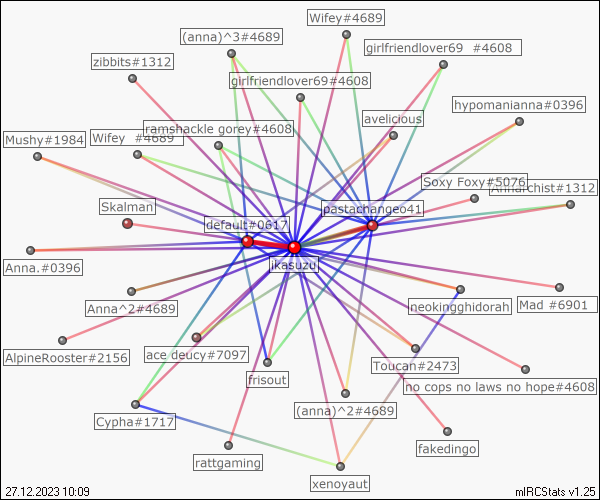 Wifey#4689
(anna)^3#4689
girlfriendlover69  #4608
zibbits#1312
girlfriendlover69#4608
hypomanianna#0396
avelicious
ramshackle gorey#4608
Mushy#1984
Wifey  #4689
Soxy Foxy#5076
Skalman
pastachangeo41
default#0617
ikasuzu
Anna.#0396
Anna^2#4689
neokingghidorah
Mad #6901
AlpineRooster#2156
ace deucy#7097
Toucan#2473
frisout
no cops no laws no hope#4608
(anna)^2#4689
Cypha#1717
fakedingo
rattgaming
xenoyaut
27.12.2023 10:09
mIRCStats v1.25